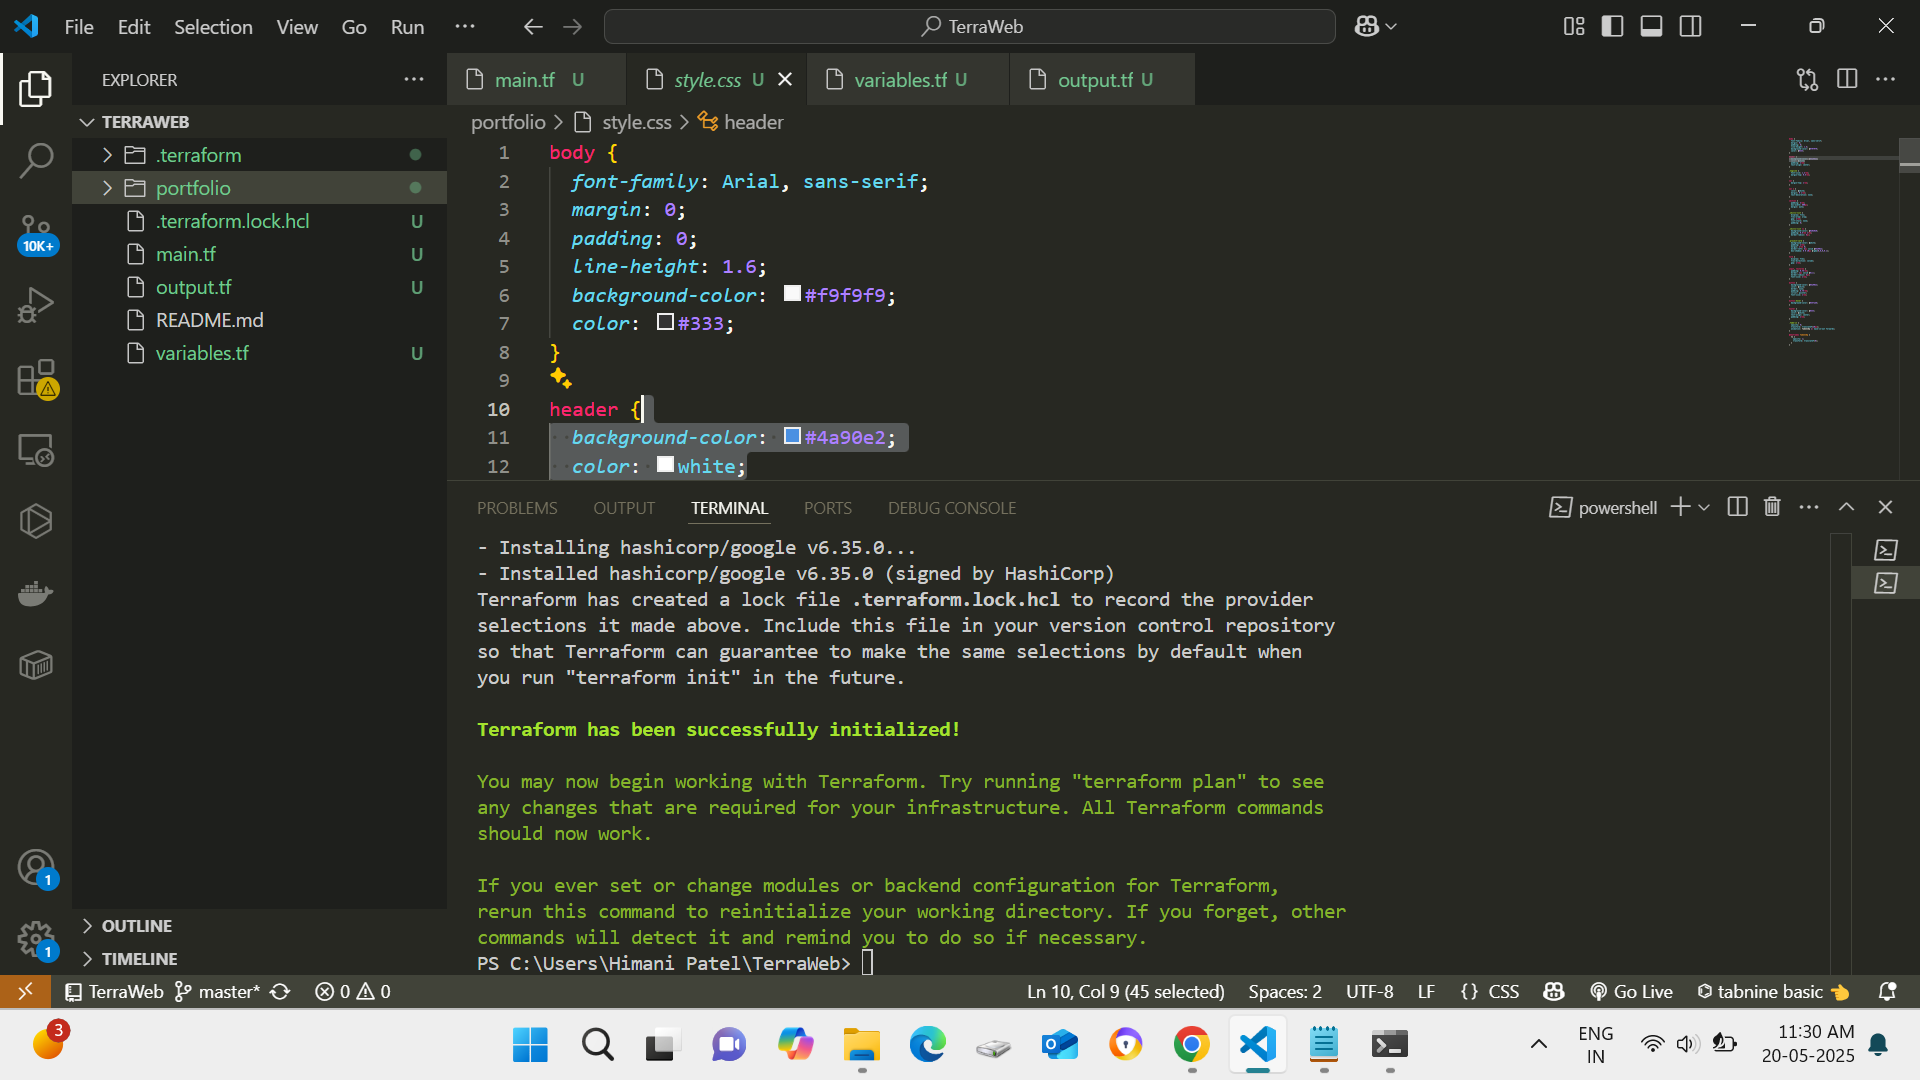 File Edit Selection View Go Run ···
TerraWeb
EXPLORER ···
main.tf U
style.css U
variables.tf U
output.tf U
TERRAWEB
.terraform
portfolio
.terraform.lock.hcl U
main.tf U
output.tf U
README.md
variables.tf U
10K+
1
1
OUTLINE
TIMELINE
portfolio > style.css > header
1 body {
2 font-family: Arial, sans-serif;
3 margin: 0;
4 padding: 0;
5 line-height: 1.6;
6 background-color: #f9f9f9;
7 color: #333;
8 }
9
10 header {
11 background-color: #4a90e2;
12 color: white;
PROBLEMS OUTPUT TERMINAL PORTS DEBUG CONSOLE
powershell
- Installing hashicorp/google v6.35.0...
- Installed hashicorp/google v6.35.0 (signed by HashiCorp)
Terraform has created a lock file .terraform.lock.hcl to record the provider
selections it made above. Include this file in your version control repository
so that Terraform can guarantee to make the same selections by default when
you run "terraform init" in the future.
Terraform has been successfully initialized!
You may now begin working with Terraform. Try running "terraform plan" to see
any changes that are required for your infrastructure. All Terraform commands
should now work.
If you ever set or change modules or backend configuration for Terraform,
rerun this command to reinitialize your working directory. If you forget, other
commands will detect it and remind you to do so if necessary.
PS C:\Users\Himani Patel\TerraWeb>
TerraWeb master* 0 0 Ln 10, Col 9 (45 selected) Spaces: 2 UTF-8 LF {} CSS Go Live tabnine basic
3
ENG
IN
11:30 AM
20-05-2025